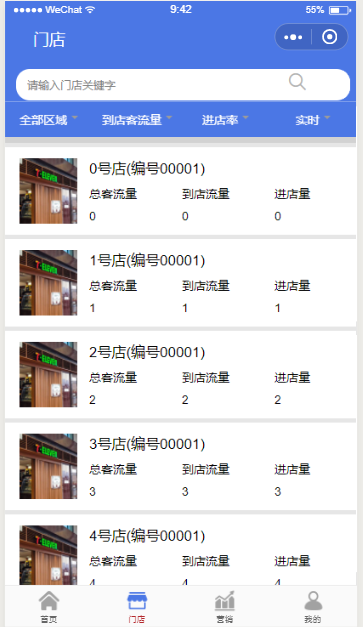 WeChat 9:42 55%
门店
请输入门店关键字
全部区域 到店客流量 进店率 实时
0号店(编号00001)
总客流量 到店流量 进店量
0 0 0
1号店(编号00001)
总客流量 到店流量 进店量
1 1 1
2号店(编号00001)
总客流量 到店流量 进店量
2 2 2
3号店(编号00001)
总客流量 到店流量 进店量
3 3 3
4号店(编号00001)
总客流量 到店流量 进店量
4 4 4
首页 门店 营销 我的